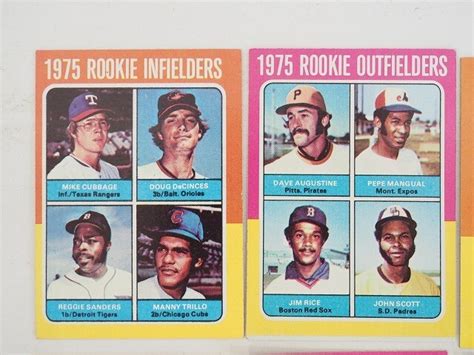 1975 ROOKIE INFIELDERS
MIKE CUBBAGE
Inf./Texas Rangers
DOUG DeCINCES
3b/Balt. Orioles
REGGIE SANDERS
1b/Detroit Tigers
MANNY TRILLO
2b/Chicago Cubs
1975 ROOKIE OUTFIELDERS
DAVE AUGUSTINE
Pitts. Pirates
PEPE MANGUAL
Mont. Expos
JIM RICE
Boston Red Sox
JOHN SCOTT
S.D. Padres